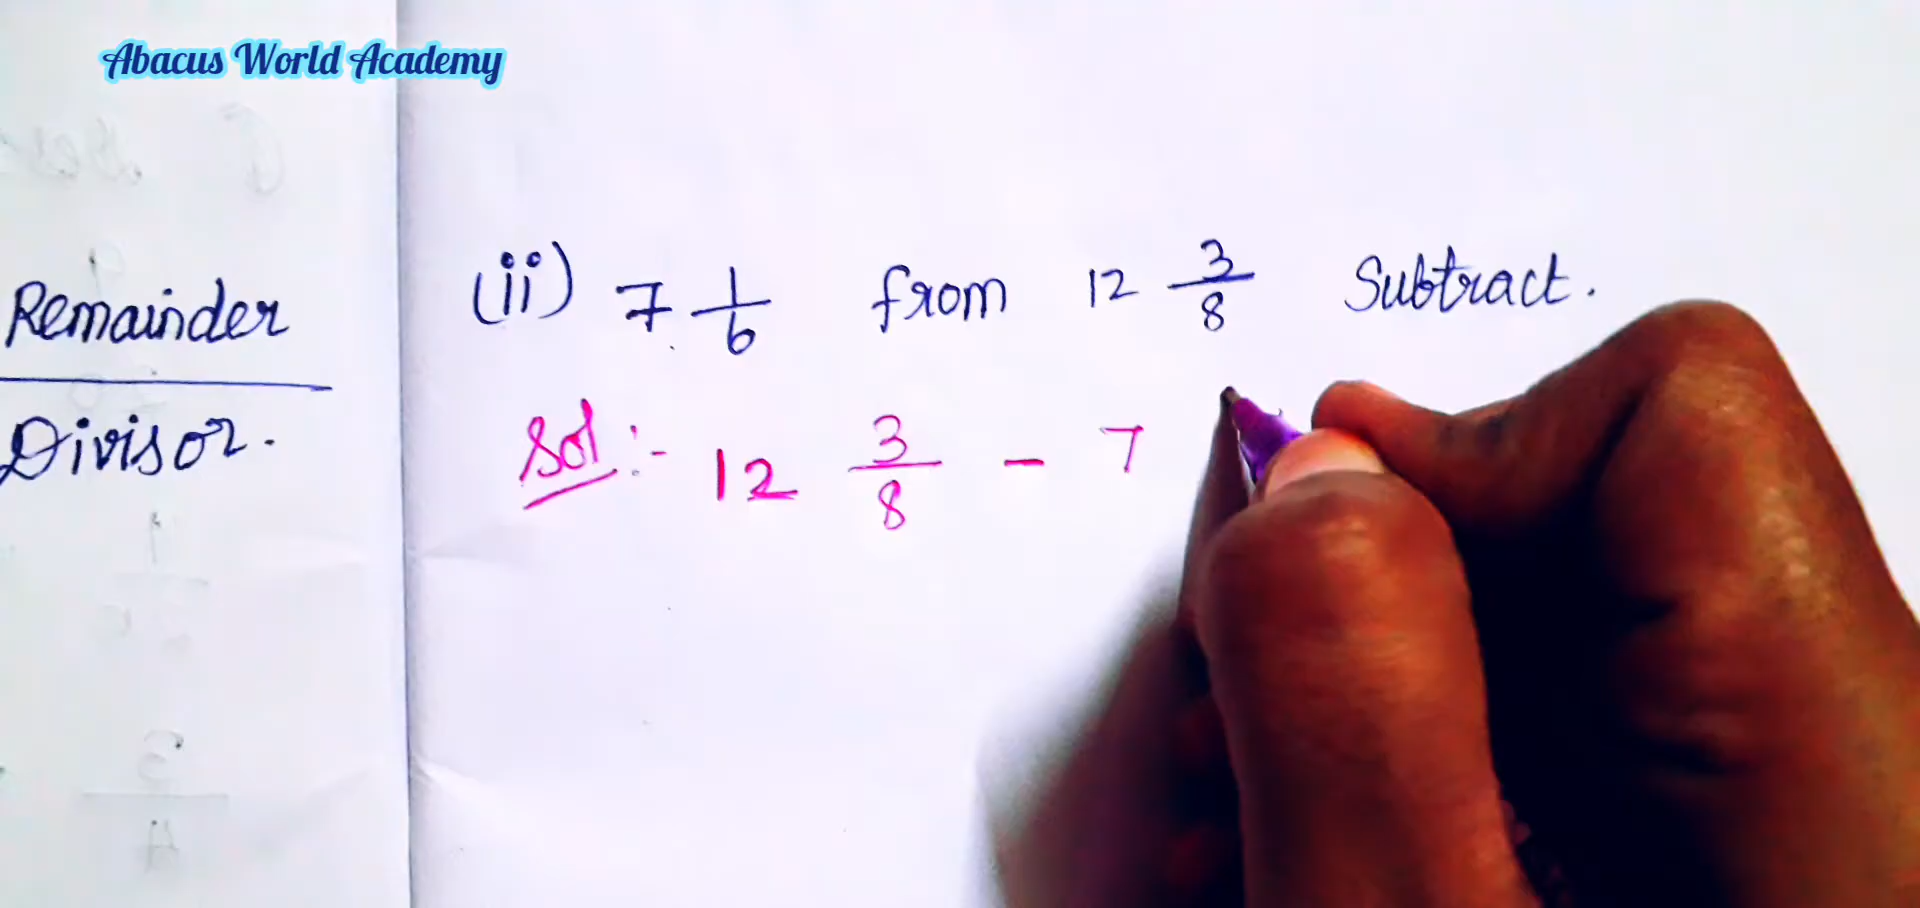 Abacus World Academy
Remainder
Divisor.
(ii) 7 1/6 from 12 3/8 Subtract.
Sol:- 12 3/8 - 7